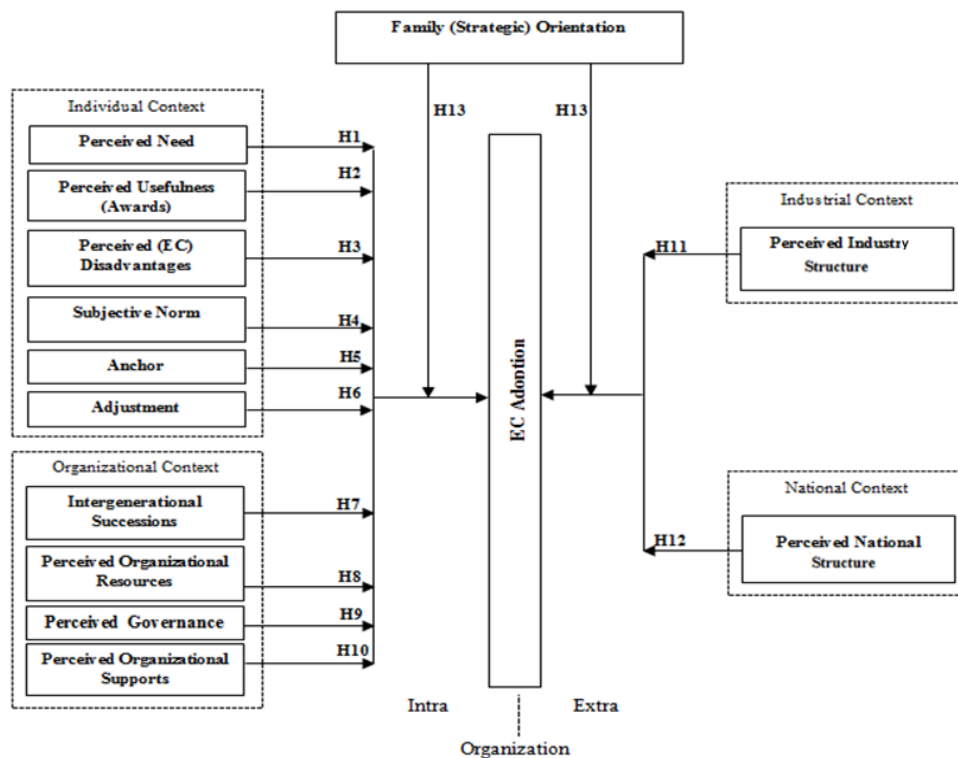 Family (Strategic) Orientation
H13
H13
Individual Context
Perceived Need
H1
Perceived Usefulness
(Awards)
H2
Perceived (EC)
Disadvantages
H3
Subjective Norm
H4
Anchor
H5
Adjustment
H6
Organizational Context
Intergenerational
Successions
H7
Perceived Organizational
Resources
H8
Perceived Governance
H9
Perceived Organizational
Supports
H10
EC Adoption
Industrial Context
Perceived Industry
Structure
H11
National Context
Perceived National
Structure
H12
Intra
Extra
Organization